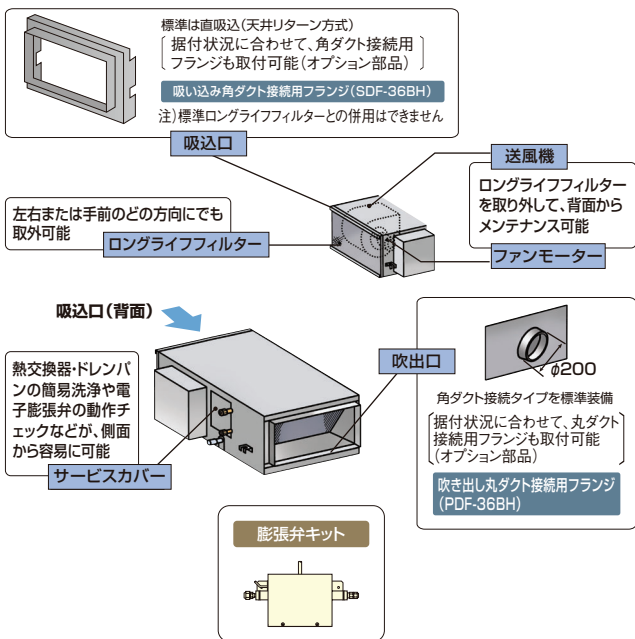 標準は直吸込(天井リターン方式)
据付状況に合わせて、角ダクト接続用
フランジも取付可能(オプション部品)
吸い込み角ダクト接続用フランジ(SDF-36BH)
注)標準ロングライフフィルターとの併用はできません
吸込口
送風機
ロングライフフィルター
を取り外して、背面から
メンテナンス可能
ファンモーター
左右または手前のどの方向にでも
取外可能
ロングライフフィルター
吸込口(背面)
熱交換器・ドレンパ
ンの簡易洗浄や電
子膨張弁の動作チ
ェックなどが、側面
から容易に可能
サービスカバー
吹出口
φ200
角ダクト接続タイプを標準装備
据付状況に合わせて、丸ダクト
接続用フランジも取付可能
(オプション部品)
吹き出し丸ダクト接続用フランジ
(PDF-36BH)
膨張弁キット